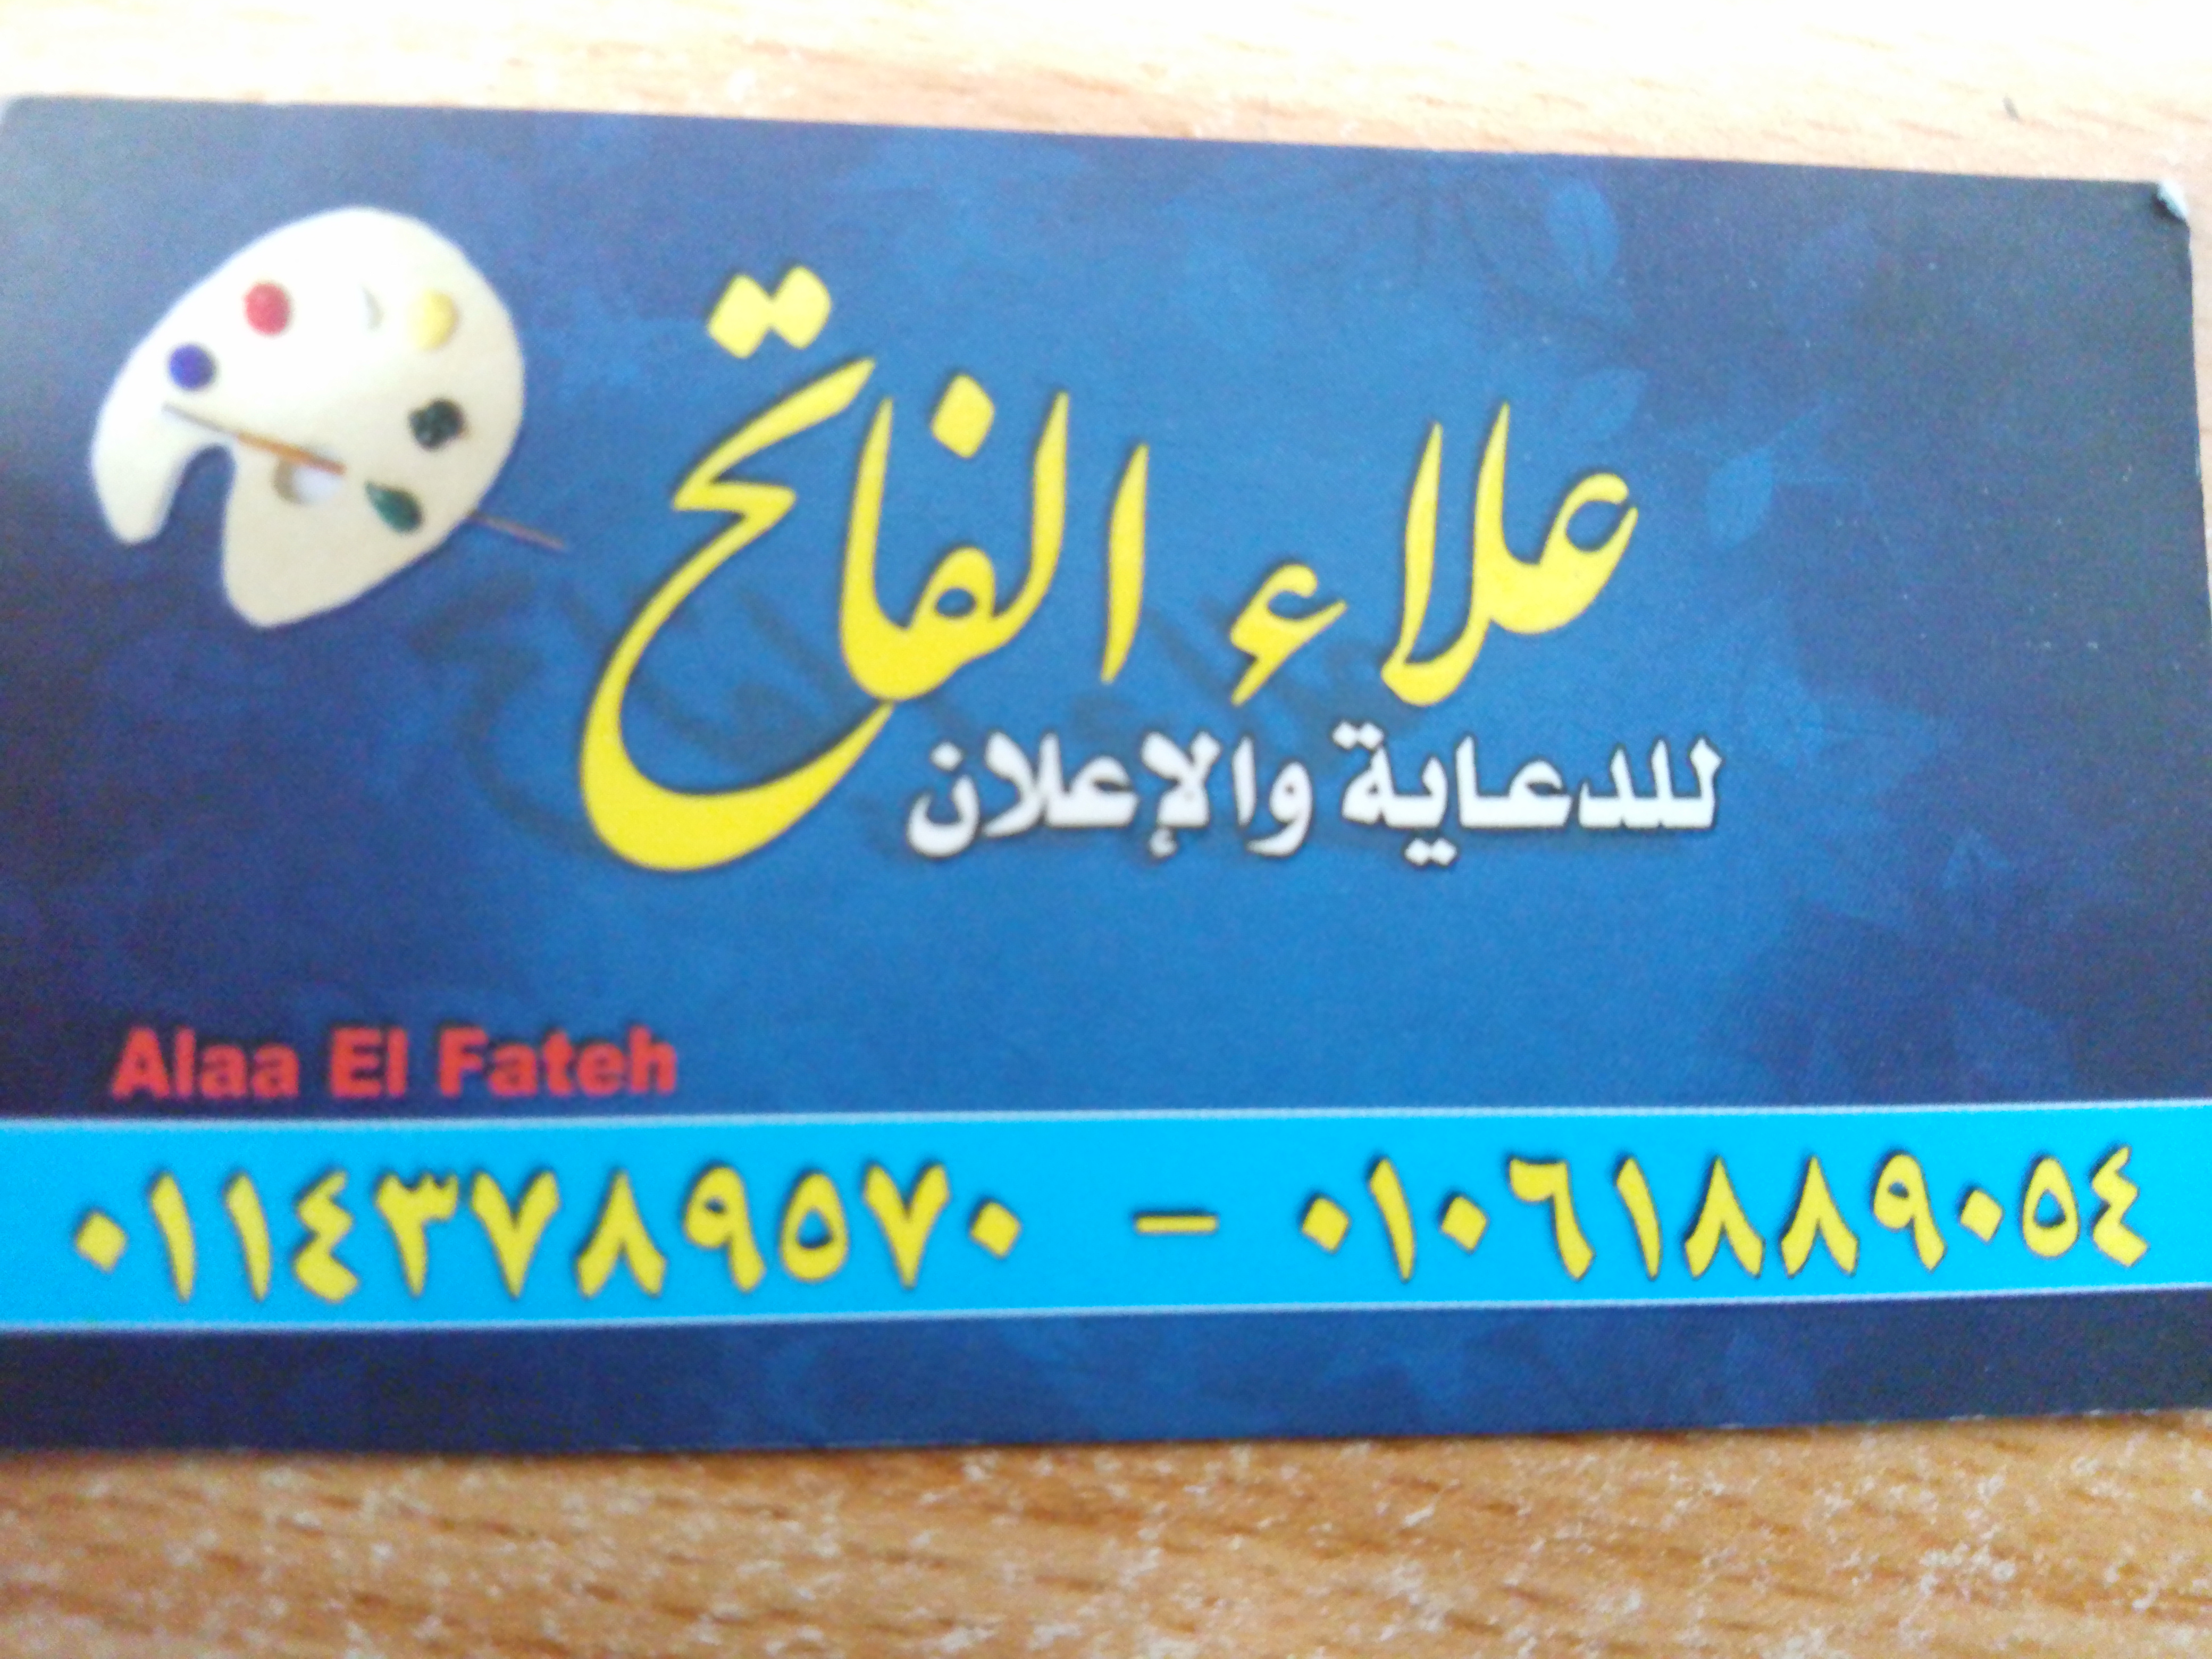 علاء الفاتح
للدعاية والإعلان
Alaa El Fateh
٠١١٤٣٧٨٩٥٧٠ - ٠١٠٦١٨٨٩٠٥٤